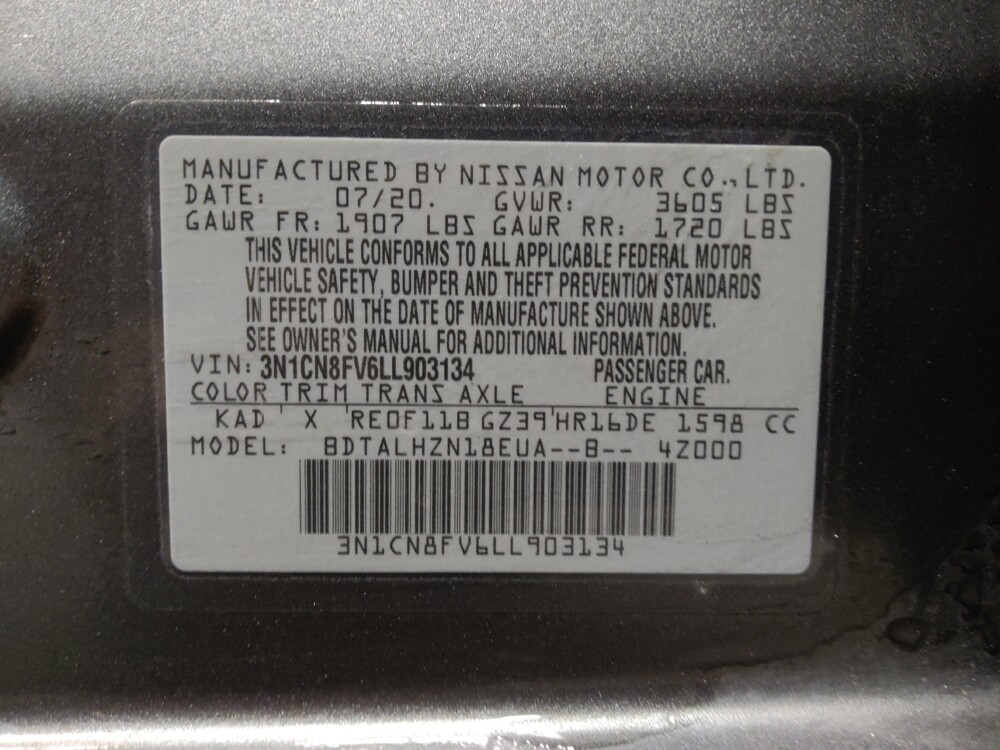 MANUFACTURED BY NISSAN MOTOR CO., LTD.
DATE: 07/20. GVWR: 3605 LBS
GAWR FR: 1907 LBS GAWR RR: 1720 LBS
THIS VEHICLE CONFORMS TO ALL APPLICABLE FEDERAL MOTOR
VEHICLE SAFETY, BUMPER AND THEFT PREVENTION STANDARDS
IN EFFECT ON THE DATE OF MANUFACTURE SHOWN ABOVE.
SEE OWNER'S MANUAL FOR ADDITIONAL INFORMATION.
VIN: 3N1CN8FV6LL903134 PASSENGER CAR.
COLOR TRIM TRANS AXLE ENGINE
KAD X RE0F11B GZ39 HR16DE 1598 CC
MODEL: BDTALHZN18EUA--B-- 4Z000
3N1CN8FV6LL903134